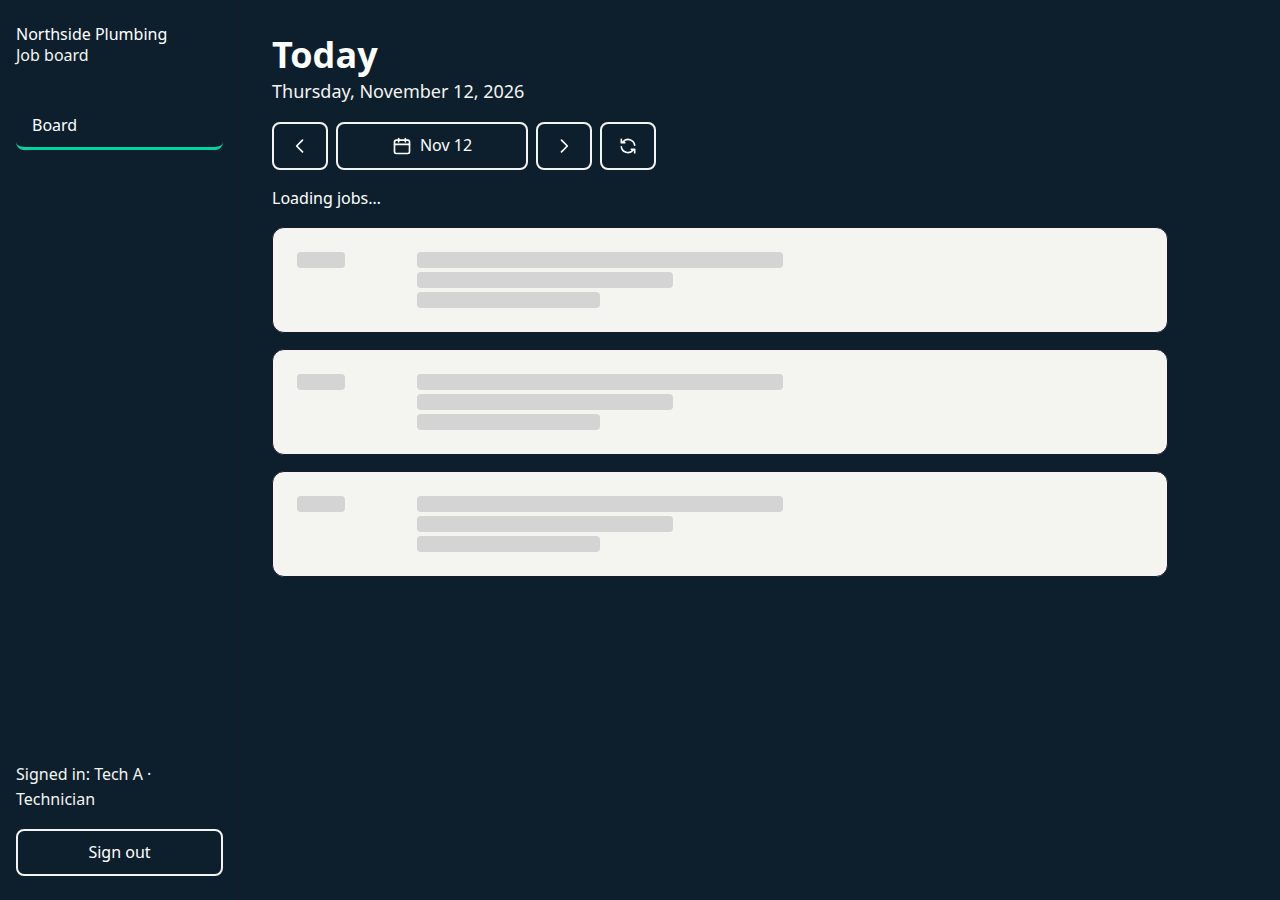 Northside Plumbing
Job board
Board
Signed in: Tech A ·
Technician
Sign out
Today
Thursday, November 12, 2026
Nov 12
Loading jobs…